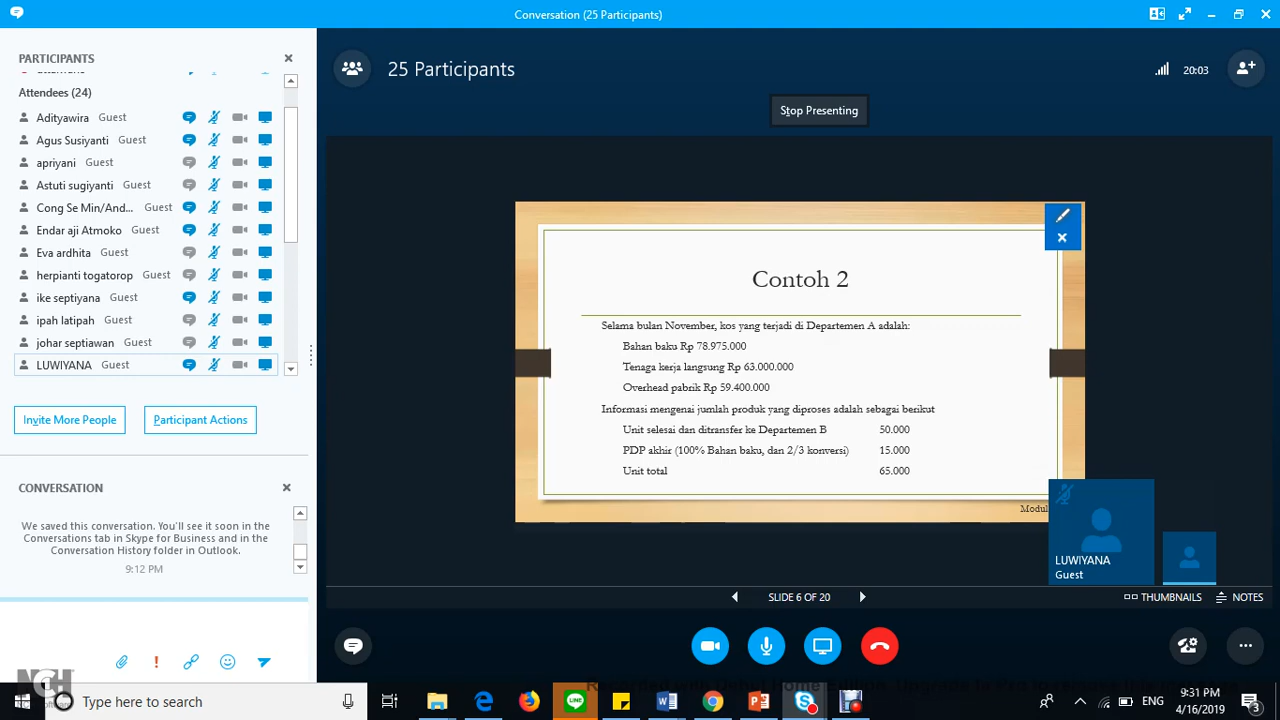 Conversation (25 Participants)
PARTICIPANTS
Attendees (24)
Adityawira Guest
Agus Susiyanti Guest
apriyani Guest
Astuti sugiyanti Guest
Cong Se Min/And... Guest
Endar aji Atmoko Guest
Eva ardhita Guest
herpianti togatorop Guest
ike septiyana Guest
ipah latipah Guest
johar septiawan Guest
LUWIYANA Guest
Invite More People Participant Actions
CONVERSATION
We saved this conversation. You'll see it soon in the
Conversations tab in Skype for Business and in the
Conversation History folder in Outlook.
9:12 PM
25 Participants
20:03
Stop Presenting
Contoh 2
Selama bulan November, kos yang terjadi di Departemen A adalah:
Bahan baku Rp 78.975.000
Tenaga kerja langsung Rp 63.000.000
Overhead pabrik Rp 59.400.000
Informasi mengenai jumlah produk yang diproses adalah sebagai berikut
Unit selesai dan ditransfer ke Departemen B 50.000
PDP akhir (100% Bahan baku, dan 2/3 konversi) 15.000
Unit total 65.000
Modul
LUWIYANA
Guest
SLIDE 6 OF 20
THUMBNAILS NOTES
NCH
Type here to search
ENG
9:31 PM
4/16/2019
3